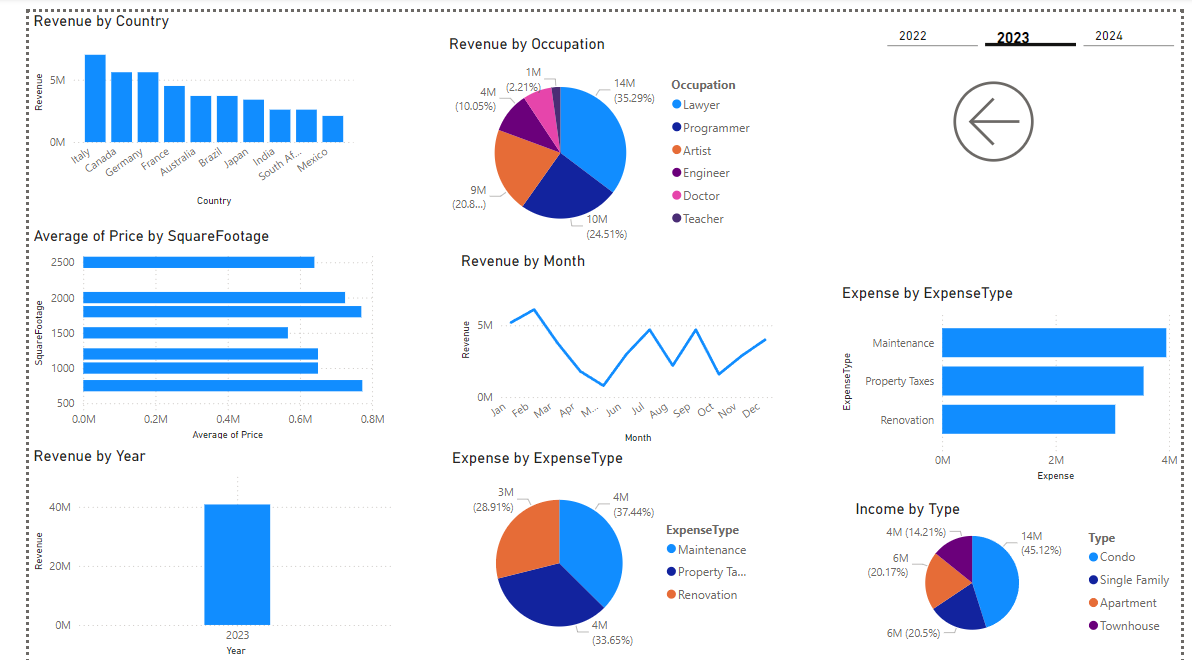 Revenue by Country
Revenue
5M
0M
Italy
Canada
Germany
France
Australia
Brazil
Japan
India
South Af...
Mexico
Country
Revenue by Occupation
1M
(2.21%)
4M
(10.05%)
9M
(20.8...)
14M
(35.29%)
10M
(24.51%)
Occupation
Lawyer
Programmer
Artist
Engineer
Doctor
Teacher
2022
2023
2024
Average of Price by SquareFootage
SquareFootage
2500
2000
1500
1000
500
0.0M
0.2M
0.4M
0.6M
0.8M
Average of Price
Revenue by Month
Revenue
5M
0M
Jan
Feb
Mar
Apr
M...
Jun
Jul
Aug
Sep
Oct
Nov
Dec
Month
Expense by ExpenseType
ExpenseType
Maintenance
Property Taxes
Renovation
0M
2M
4M
Expense
Revenue by Year
Revenue
40M
20M
0M
2023
Year
Expense by ExpenseType
3M
(28.91%)
4M
(37.44%)
4M
(33.65%)
ExpenseType
Maintenance
Property Ta...
Renovation
Income by Type
4M (14.21%)
6M
(20.17%)
14M
(45.12%)
6M (20.5%)
Type
Condo
Single Family
Apartment
Townhouse